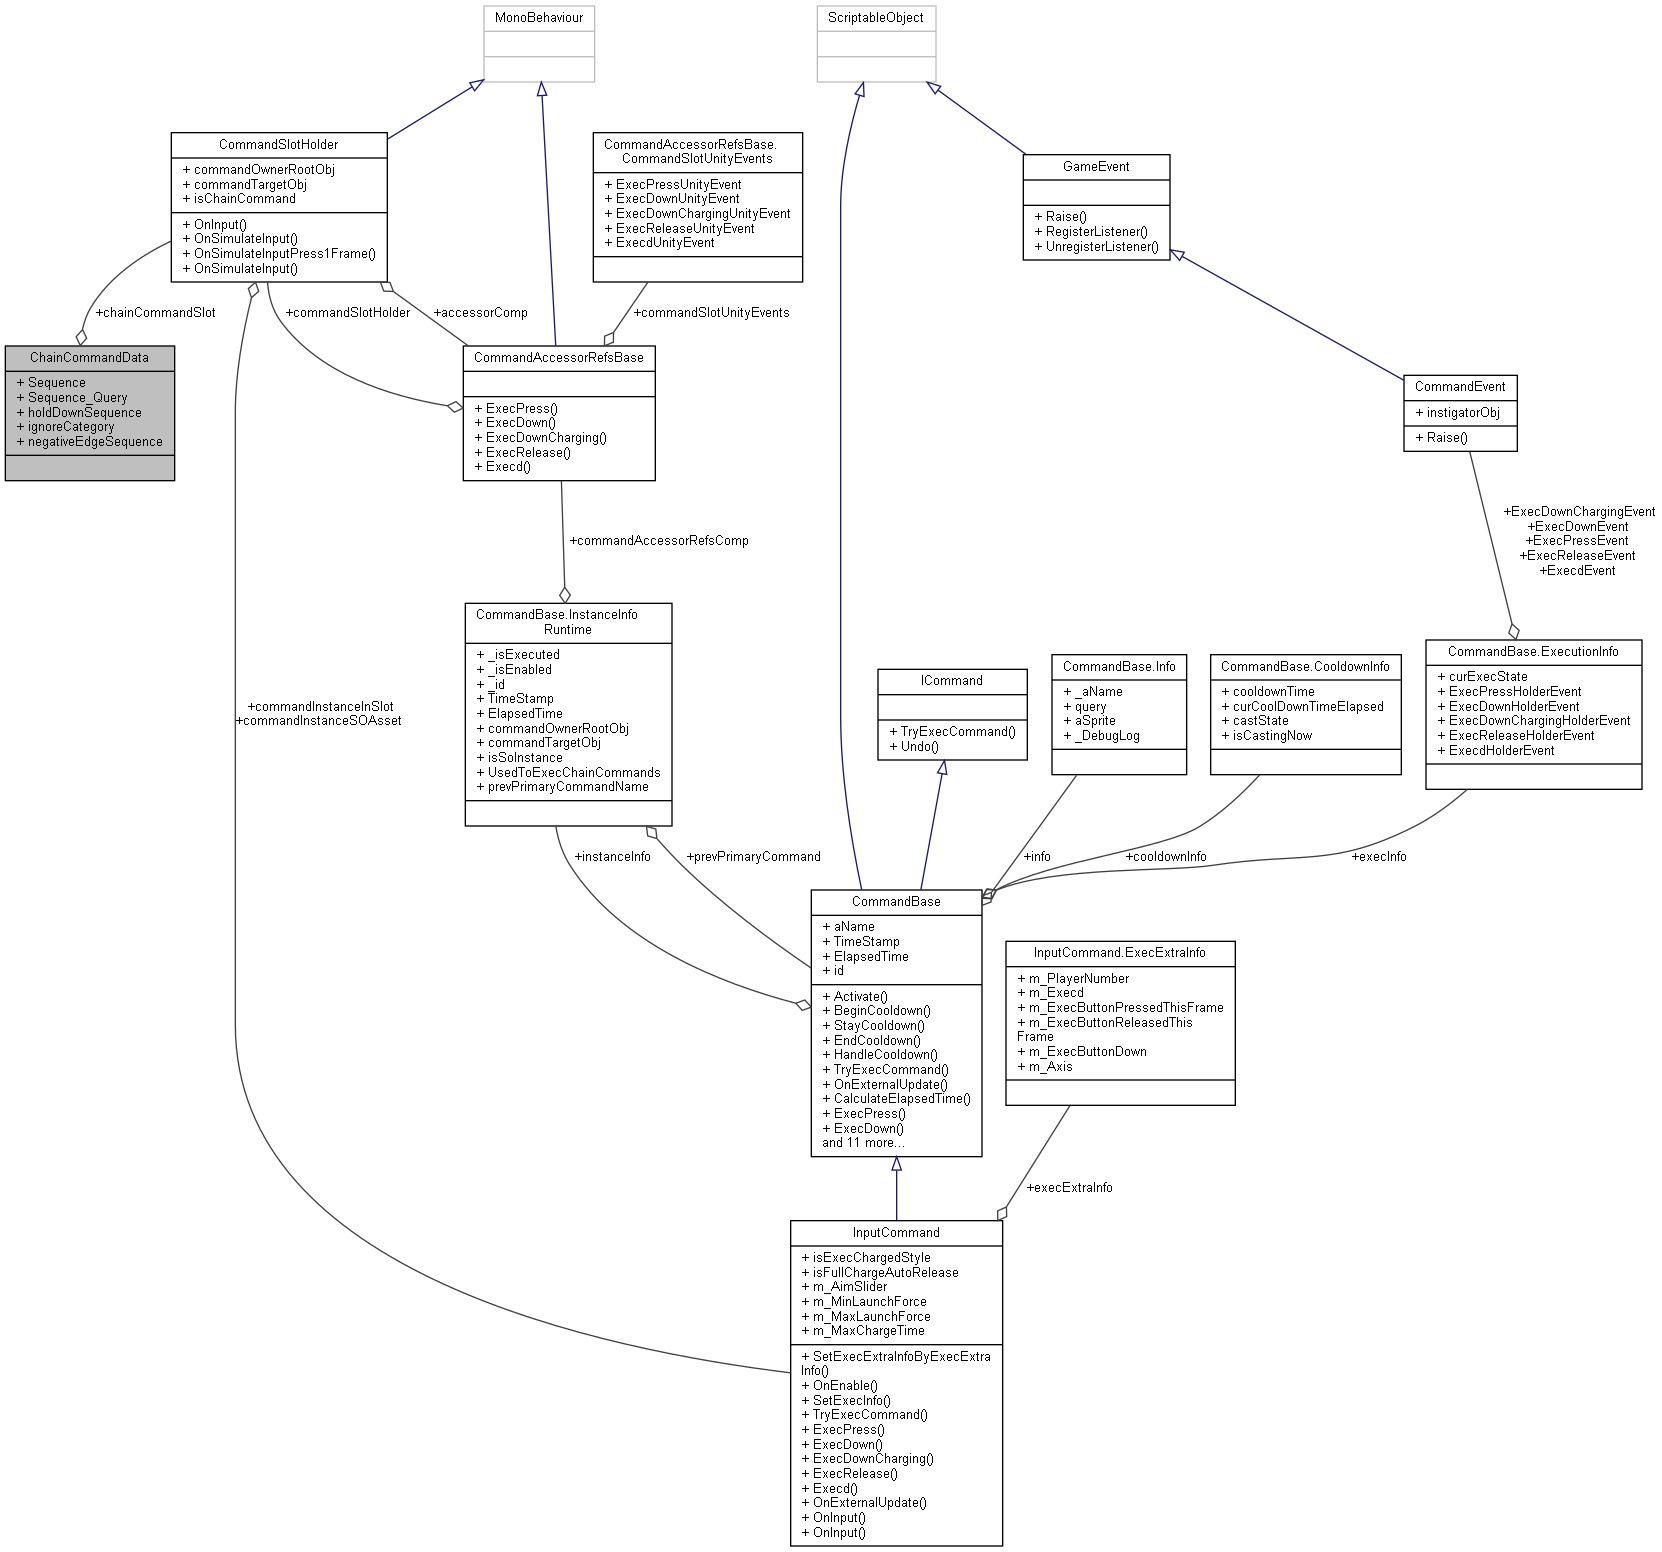 MonoBehaviour
ScriptableObject
CommandSlotHolder
+ commandOwnerRootObj
+ commandTargetObj
+ isChainCommand
+ OnInput()
+ OnSimulateInput()
+ OnSimulateInputPress1Frame()
+ OnSimulateInput()
CommandAccessorRefsBase.
CommandSlotUnityEvents
+ ExecPressUnityEvent
+ ExecDownUnityEvent
+ ExecDownChargingUnityEvent
+ ExecReleaseUnityEvent
+ ExecdUnityEvent
GameEvent
+ Raise()
+ RegisterListener()
+ UnregisterListener()
+chainCommandSlot
+commandSlotHolder
+accessorComp
+commandSlotUnityEvents
ChainCommandData
+ Sequence
+ Sequence_Query
+ holdDownSequence
+ ignoreCategory
+ negativeEdgeSequence
CommandAccessorRefsBase
+ ExecPress()
+ ExecDown()
+ ExecDownCharging()
+ ExecRelease()
+ Execd()
CommandEvent
+ instigatorObj
+ Raise()
+commandAccessorRefsComp
+ExecDownChargingEvent
+ExecDownEvent
+ExecPressEvent
+ExecReleaseEvent
+ExecdEvent
+commandInstanceInSlot
+commandInstanceSOAsset
CommandBase.InstanceInfo
Runtime
+ _isExecuted
+ _isEnabled
+ _id
+ TimeStamp
+ ElapsedTime
+ commandOwnerRootObj
+ commandTargetObj
+ isSoInstance
+ UsedToExecChainCommands
+ prevPrimaryCommandName
ICommand
+ TryExecCommand()
+ Undo()
CommandBase.Info
+ _aName
+ query
+ aSprite
+ _DebugLog
CommandBase.CooldownInfo
+ cooldownTime
+ curCoolDownTimeElapsed
+ castState
+ isCastingNow
CommandBase.ExecutionInfo
+ curExecState
+ ExecPressHolderEvent
+ ExecDownHolderEvent
+ ExecDownChargingHolderEvent
+ ExecReleaseHolderEvent
+ ExecdHolderEvent
+instanceInfo
+prevPrimaryCommand
+info
+cooldownInfo
+execInfo
CommandBase
+ aName
+ TimeStamp
+ ElapsedTime
+ id
+ Activate()
+ BeginCooldown()
+ StayCooldown()
+ EndCooldown()
+ HandleCooldown()
+ TryExecCommand()
+ OnExternalUpdate()
+ CalculateElapsedTime()
+ ExecPress()
+ ExecDown()
and 11 more...
InputCommand.ExecExtraInfo
+ m_PlayerNumber
+ m_Execd
+ m_ExecButtonPressedThisFrame
+ m_ExecButtonReleasedThis
Frame
+ m_ExecButtonDown
+ m_Axis
+execExtraInfo
InputCommand
+ isExecChargedStyle
+ isFullChargeAutoRelease
+ m_AimSlider
+ m_MinLaunchForce
+ m_MaxLaunchForce
+ m_MaxChargeTime
+ SetExecExtraInfoByExecExtra
Info()
+ OnEnable()
+ SetExecInfo()
+ TryExecCommand()
+ ExecPress()
+ ExecDown()
+ ExecDownCharging()
+ ExecRelease()
+ Execd()
+ OnExternalUpdate()
+ OnInput()
+ OnInput()